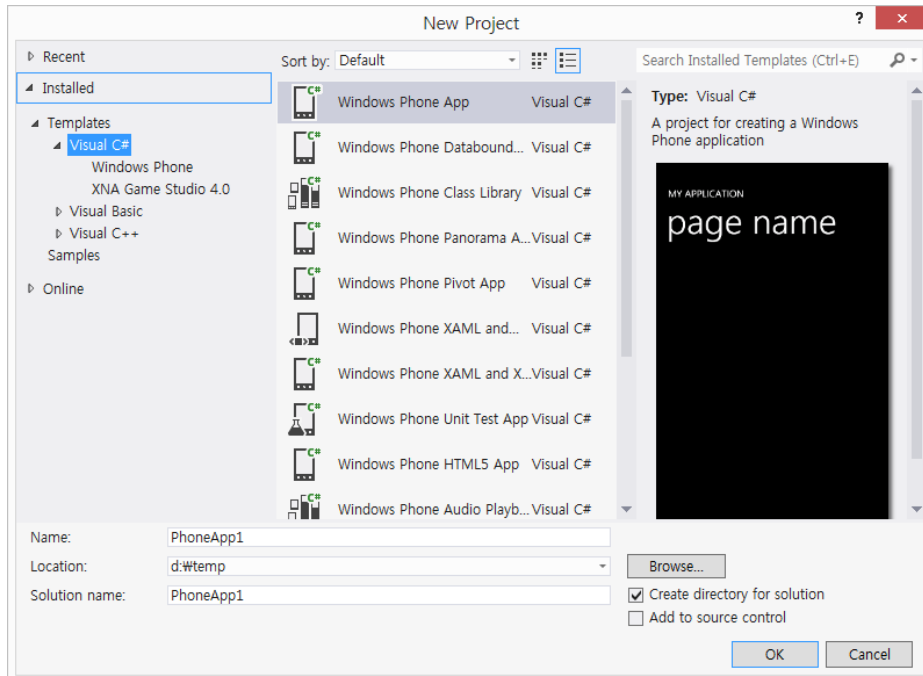 New Project
Recent
Installed
Templates
Visual C#
Windows Phone
XNA Game Studio 4.0
Visual Basic
Visual C++
Samples
Online
Sort by: Default
Windows Phone App Visual C#
Windows Phone Databound... Visual C#
Windows Phone Class Library Visual C#
Windows Phone Panorama A... Visual C#
Windows Phone Pivot App Visual C#
Windows Phone XAML and... Visual C#
Windows Phone XAML and X... Visual C#
Windows Phone Unit Test App Visual C#
Windows Phone HTML5 App Visual C#
Windows Phone Audio Playb... Visual C#
Search Installed Templates (Ctrl+E)
Type: Visual C#
A project for creating a Windows
Phone application
MY APPLICATION
page name
Name: PhoneApp1
Location: d:₩temp
Browse...
Solution name: PhoneApp1
Create directory for solution
Add to source control
OK Cancel